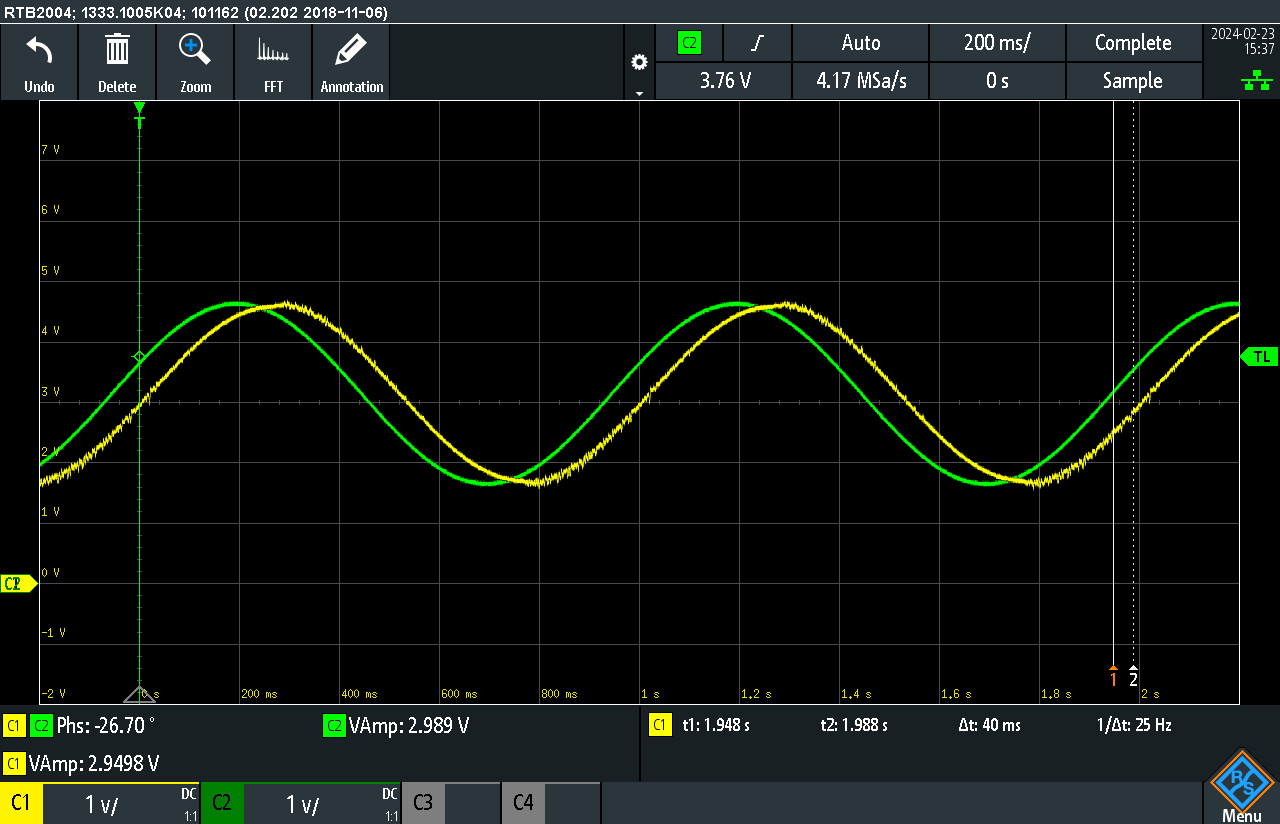 RTB2004; 1333.1005K04; 101162 (02.202 2018-11-06)
Undo Delete Zoom FFT Annotation
C2 Auto 200 ms/ Complete
3.76 V 4.17 MSa/s 0 s Sample
2024-02-23
15:37
T
7 V
6 V
5 V
4 V
TL
3 V
2 V
1 V
0 V
C2
-1 V
1 2
-2 V 0 s 200 ms 400 ms 600 ms 800 ms 1 s 1.2 s 1.4 s 1.6 s 1.8 s 2 s
C1 C2 Phs: -26.70 ° C2 VAmp: 2.989 V C1 t1: 1.948 s t2: 1.988 s Δt: 40 ms 1/Δt: 25 Hz
C1 VAmp: 2.9498 V
C1 1 V/ DC 1:1 C2 1 V/ DC 1:1 C3 C4
R S
Menu